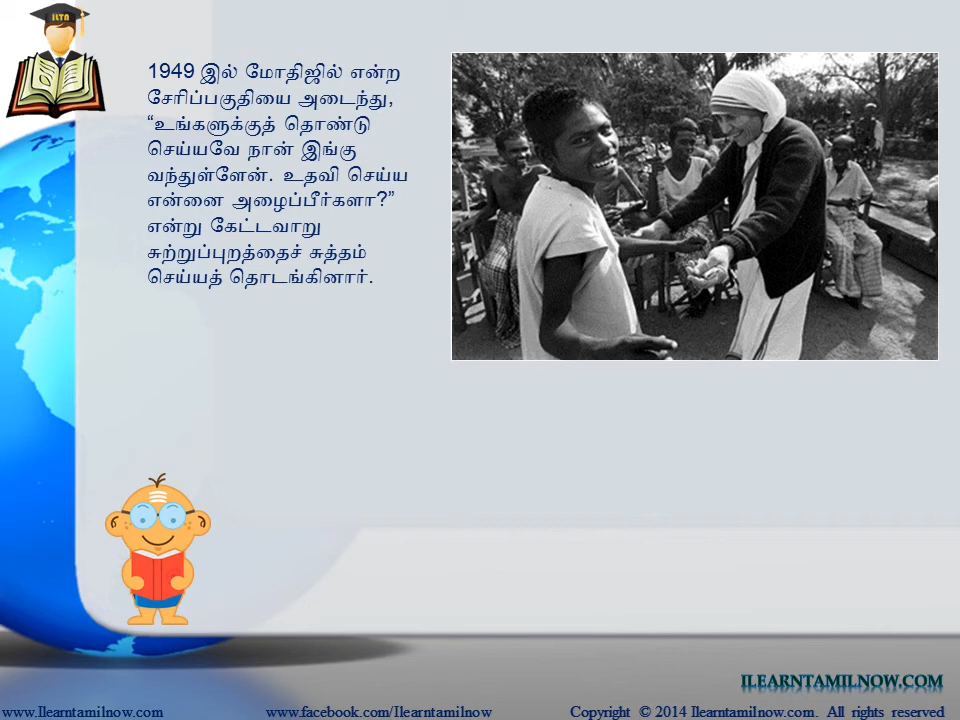 ILTA
1949 இல் மோதிஜில் என்ற
சேரிப்பகுதியை அடைந்து,
“உங்களுக்குத் தொண்டு
செய்யவே நான் இங்கு
வந்துள்ளேன். உதவி செய்ய
என்னை அழைப்பீர்களா?”
என்று கேட்டவாறு
சுற்றுப்புறத்தைச் சுத்தம்
செய்யத் தொடங்கினார்.
ILEARNTAMILNOW.COM
www.Ilearntamilnow.com www.facebook.com/Ilearntamilnow Copyright © 2014 Ilearntamilnow.com. All rights reserved